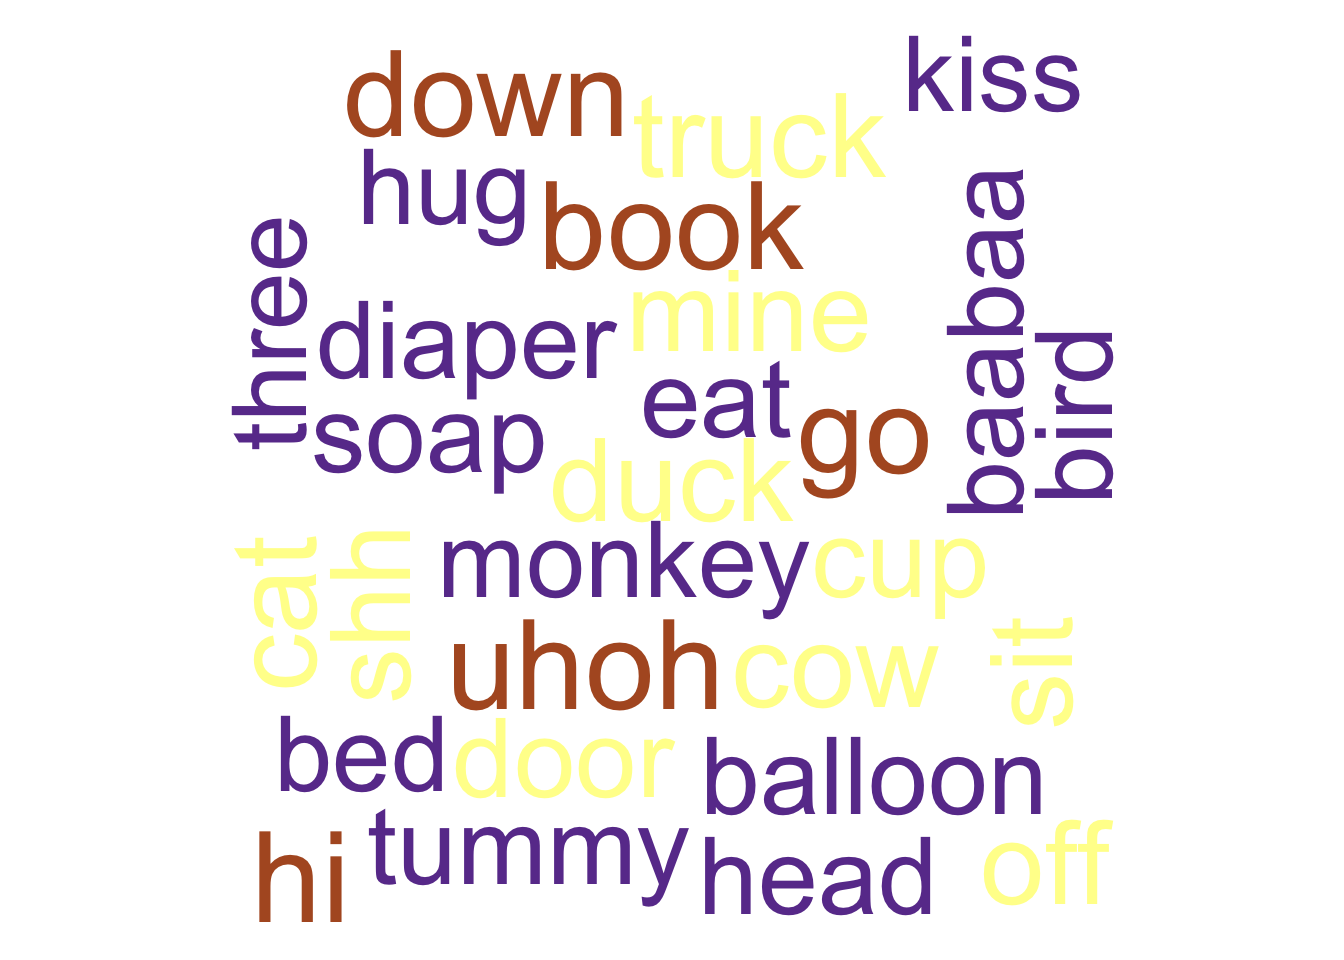 down
kiss
truck
hug
book
three
baabaa
mine
diaper
bird
eat
soap
go
duck
cat
shh
monkey
cup
uhoh
cow
sit
bed
door
balloon
hi
tummy
head
off